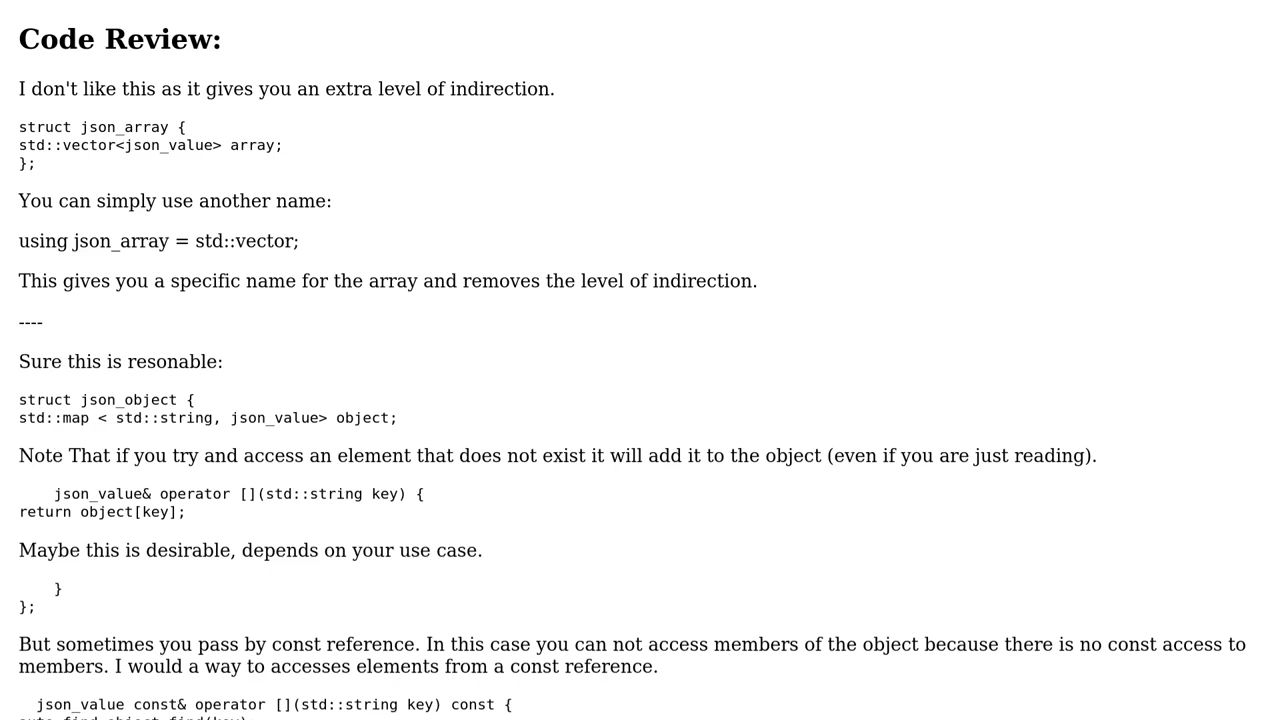 Code Review:
I don't like this as it gives you an extra level of indirection.
struct json_array {
std::vector<json_value> array;
};
You can simply use another name:
using json_array = std::vector;
This gives you a specific name for the array and removes the level of indirection.
----
Sure this is resonable:
struct json_object {
std::map < std::string, json_value> object;
Note That if you try and access an element that does not exist it will add it to the object (even if you are just reading).
    json_value& operator [](std::string key) {
return object[key];
Maybe this is desirable, depends on your use case.
    }
};
But sometimes you pass by const reference. In this case you can not access members of the object because there is no const access to
members. I would a way to accesses elements from a const reference.
  json_value const& operator [](std::string key) const {